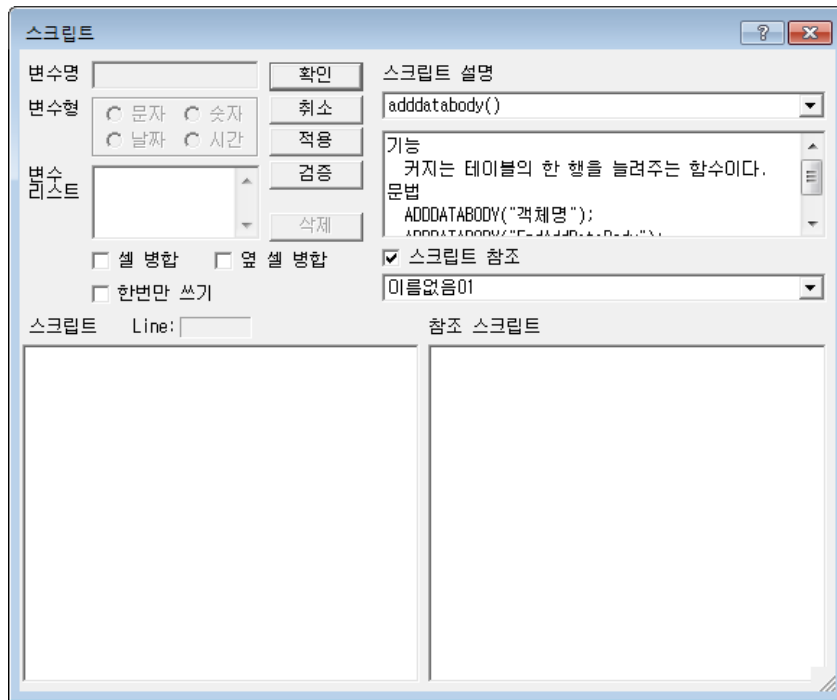 스크립트
변수명
확인
스크립트 설명
변수형
문자 숫자
날짜 시간
취소
adddatabody()
적용
기능
커지는 테이블의 한 행을 늘려주는 함수이다.
문법
ADDDATABODY("객체명");
변수
리스트
검증
삭제
셀 병합 옆 셀 병합
스크립트 참조
한번만 쓰기
이름없음01
스크립트 Line:
참조 스크립트